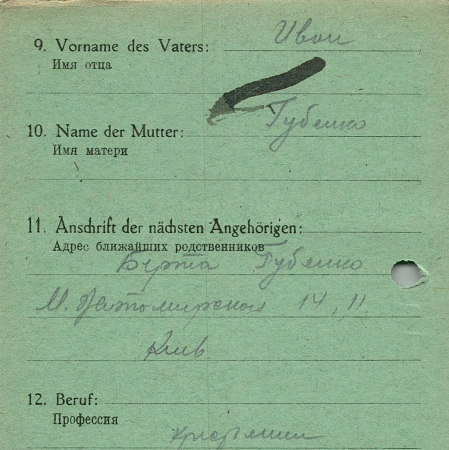 9. Vorname des Vaters: Иван
Имя отца
10. Name der Mutter: Губенко
Имя матери
11. Anschrift der nächsten Angehörigen:
Адрес ближайших родственников
Берта Губенко
14, 11
Киев
12. Beruf:
Профессия